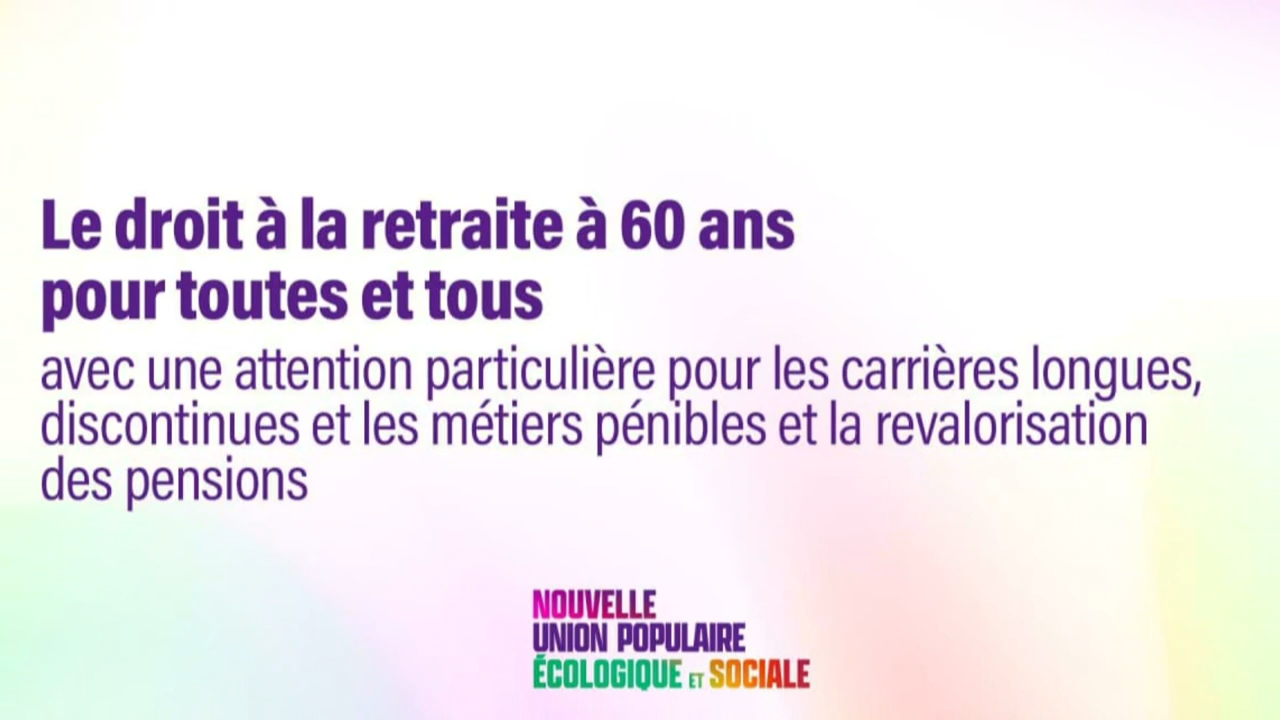 Le droit à la retraite à 60 ans
pour toutes et tous
avec une attention particulière pour les carrières longues,
discontinues et les métiers pénibles et la revalorisation
des pensions
NOUVELLE
UNION POPULAIRE
ÉCOLOGIQUE ET SOCIALE